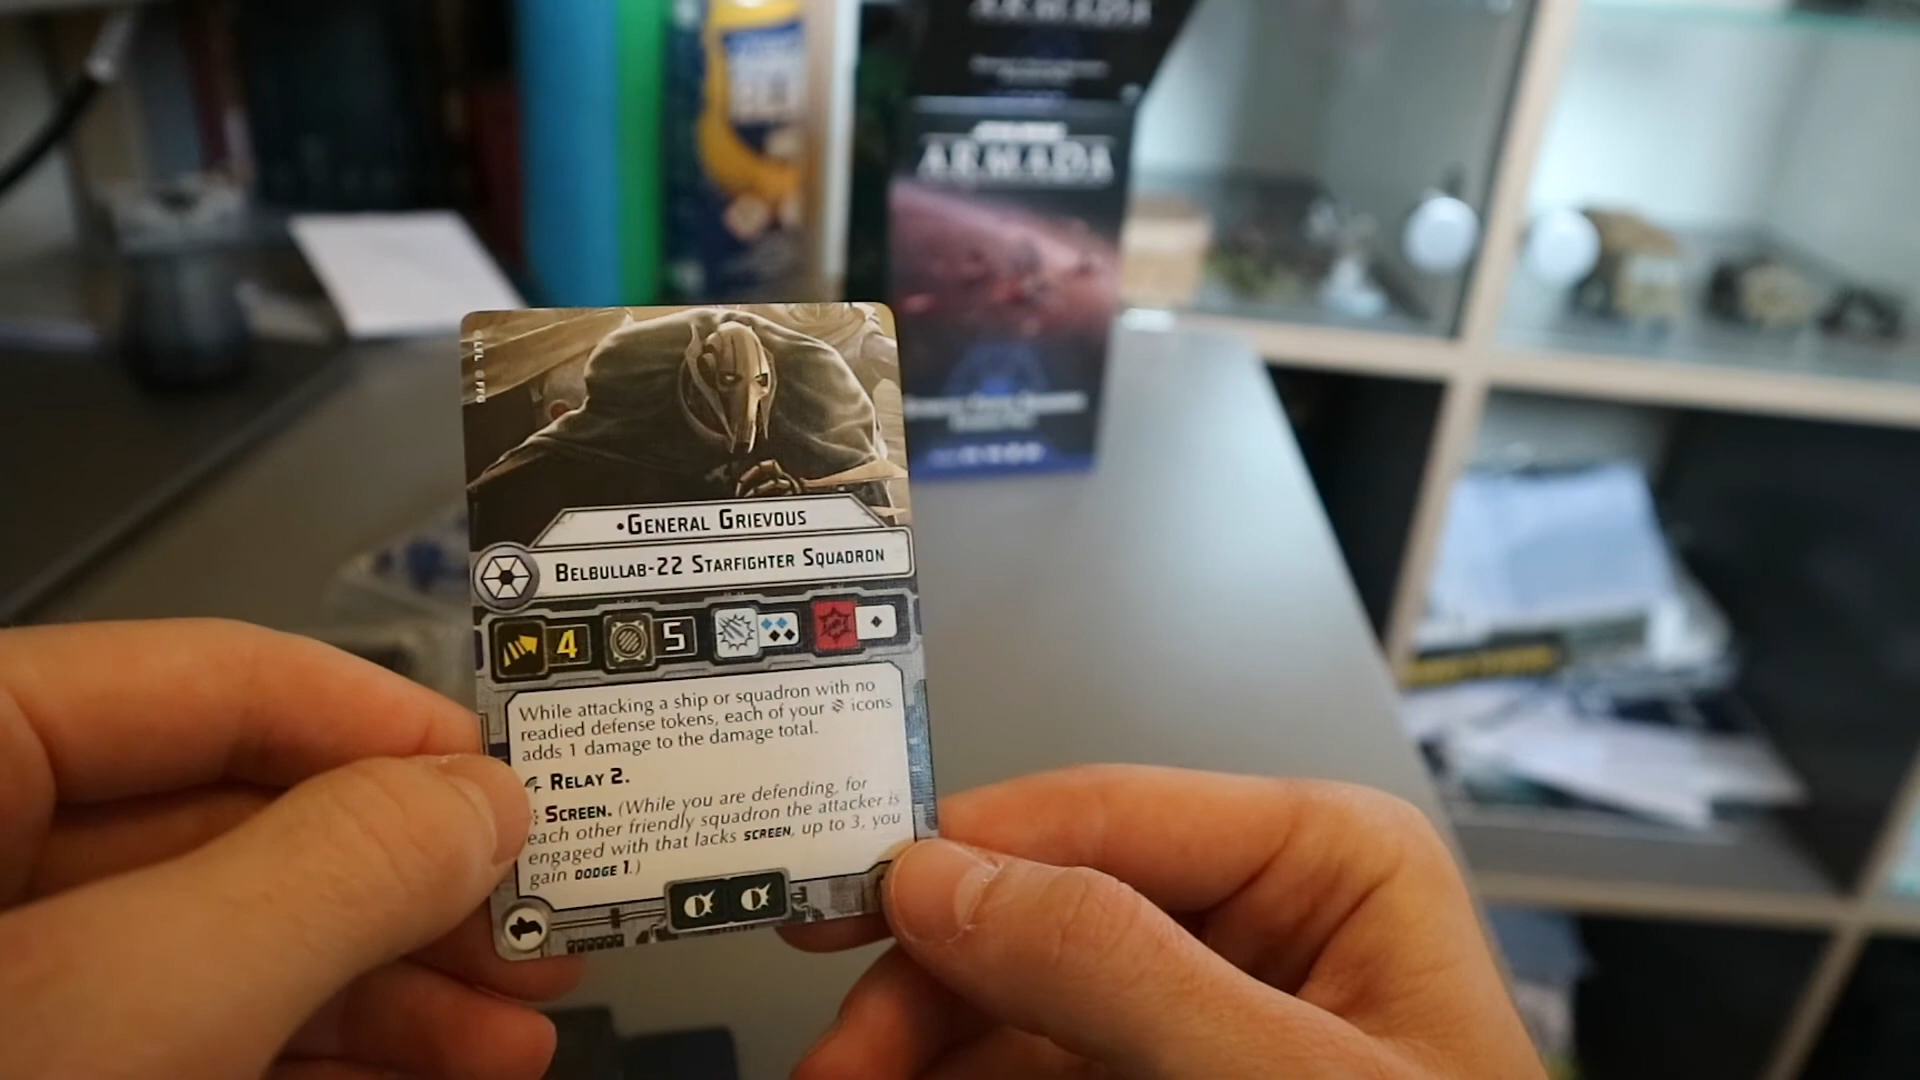 ARMADA
ARMADA
© LFL © FFG
•General Grievous
Belbullab-22 Starfighter Squadron
4 5
While attacking a ship or squadron with no
readied defense tokens, each of your icons
adds 1 damage to the damage total.
Relay 2.
Screen. (While you are defending, for
each other friendly squadron the attacker is
engaged with that lacks screen, up to 3, you
gain dodge 1.)